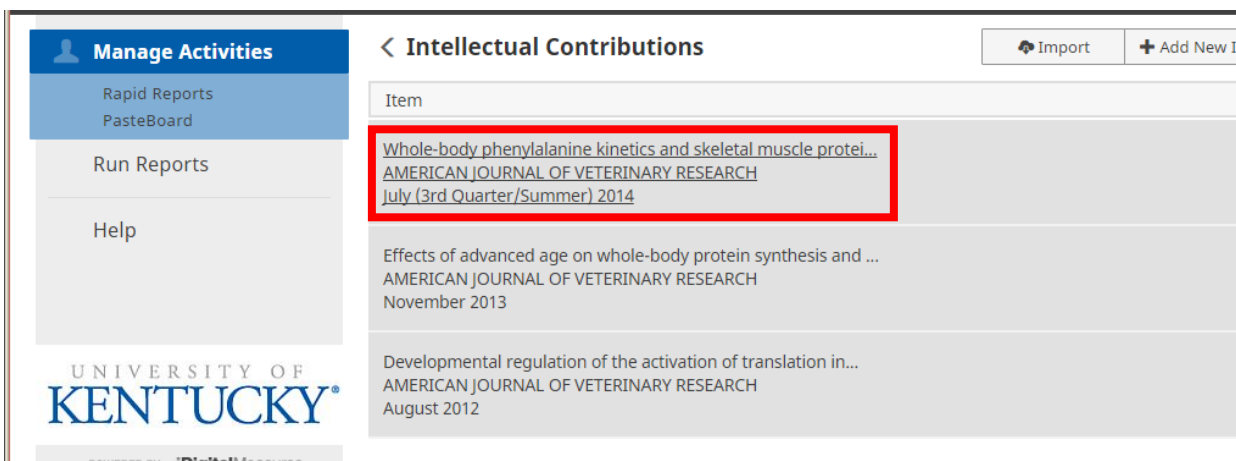 Manage Activities
Rapid Reports
PasteBoard
Run Reports
Help
UNIVERSITY OF
KENTUCKY®
Intellectual Contributions
Import
Add New
Item
Whole-body phenylalanine kinetics and skeletal muscle protei...
AMERICAN JOURNAL OF VETERINARY RESEARCH
July (3rd Quarter/Summer) 2014
Effects of advanced age on whole-body protein synthesis and ...
AMERICAN JOURNAL OF VETERINARY RESEARCH
November 2013
Developmental regulation of the activation of translation in...
AMERICAN JOURNAL OF VETERINARY RESEARCH
August 2012